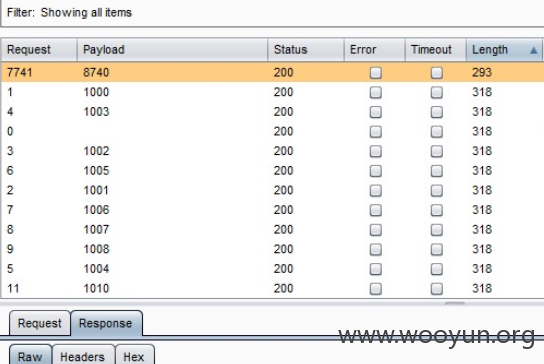 Filter: Showing all items
Request Payload Status Error Timeout Length
7741 8740 200 293
1 1000 200 318
4 1003 200 318
0 200 318
3 1002 200 318
6 1005 200 318
2 1001 200 318
7 1006 200 318
8 1007 200 318
9 1008 200 318
5 1004 200 318
11 1010 200 318
Request Response
www.wooyun.org
Raw Headers Hex